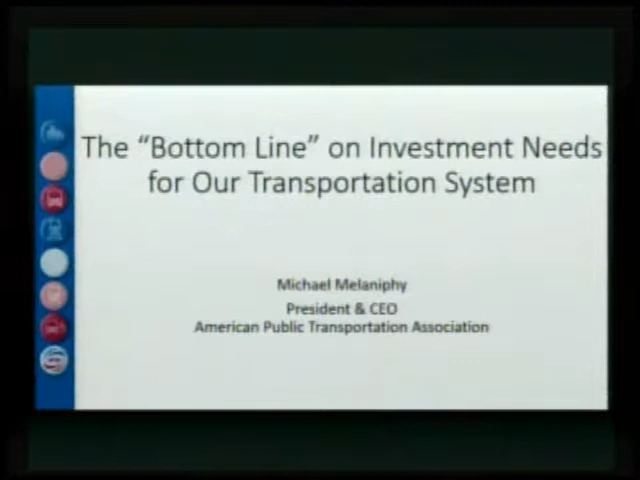 The “Bottom Line” on Investment Needs
for Our Transportation System
Michael Melaniphy
President & CEO
American Public Transportation Association